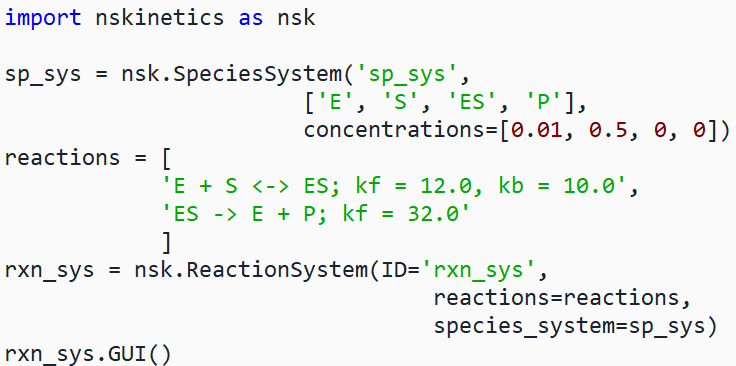 import nskinetics as nsk
sp_sys = nsk.SpeciesSystem('sp_sys',
['E', 'S', 'ES', 'P'],
concentrations=[0.01, 0.5, 0, 0])
reactions = [
'E + S <-> ES; kf = 12.0, kb = 10.0',
'ES -> E + P; kf = 32.0'
]
rxn_sys = nsk.ReactionSystem(ID='rxn_sys',
reactions=reactions,
species_system=sp_sys)
rxn_sys.GUI()